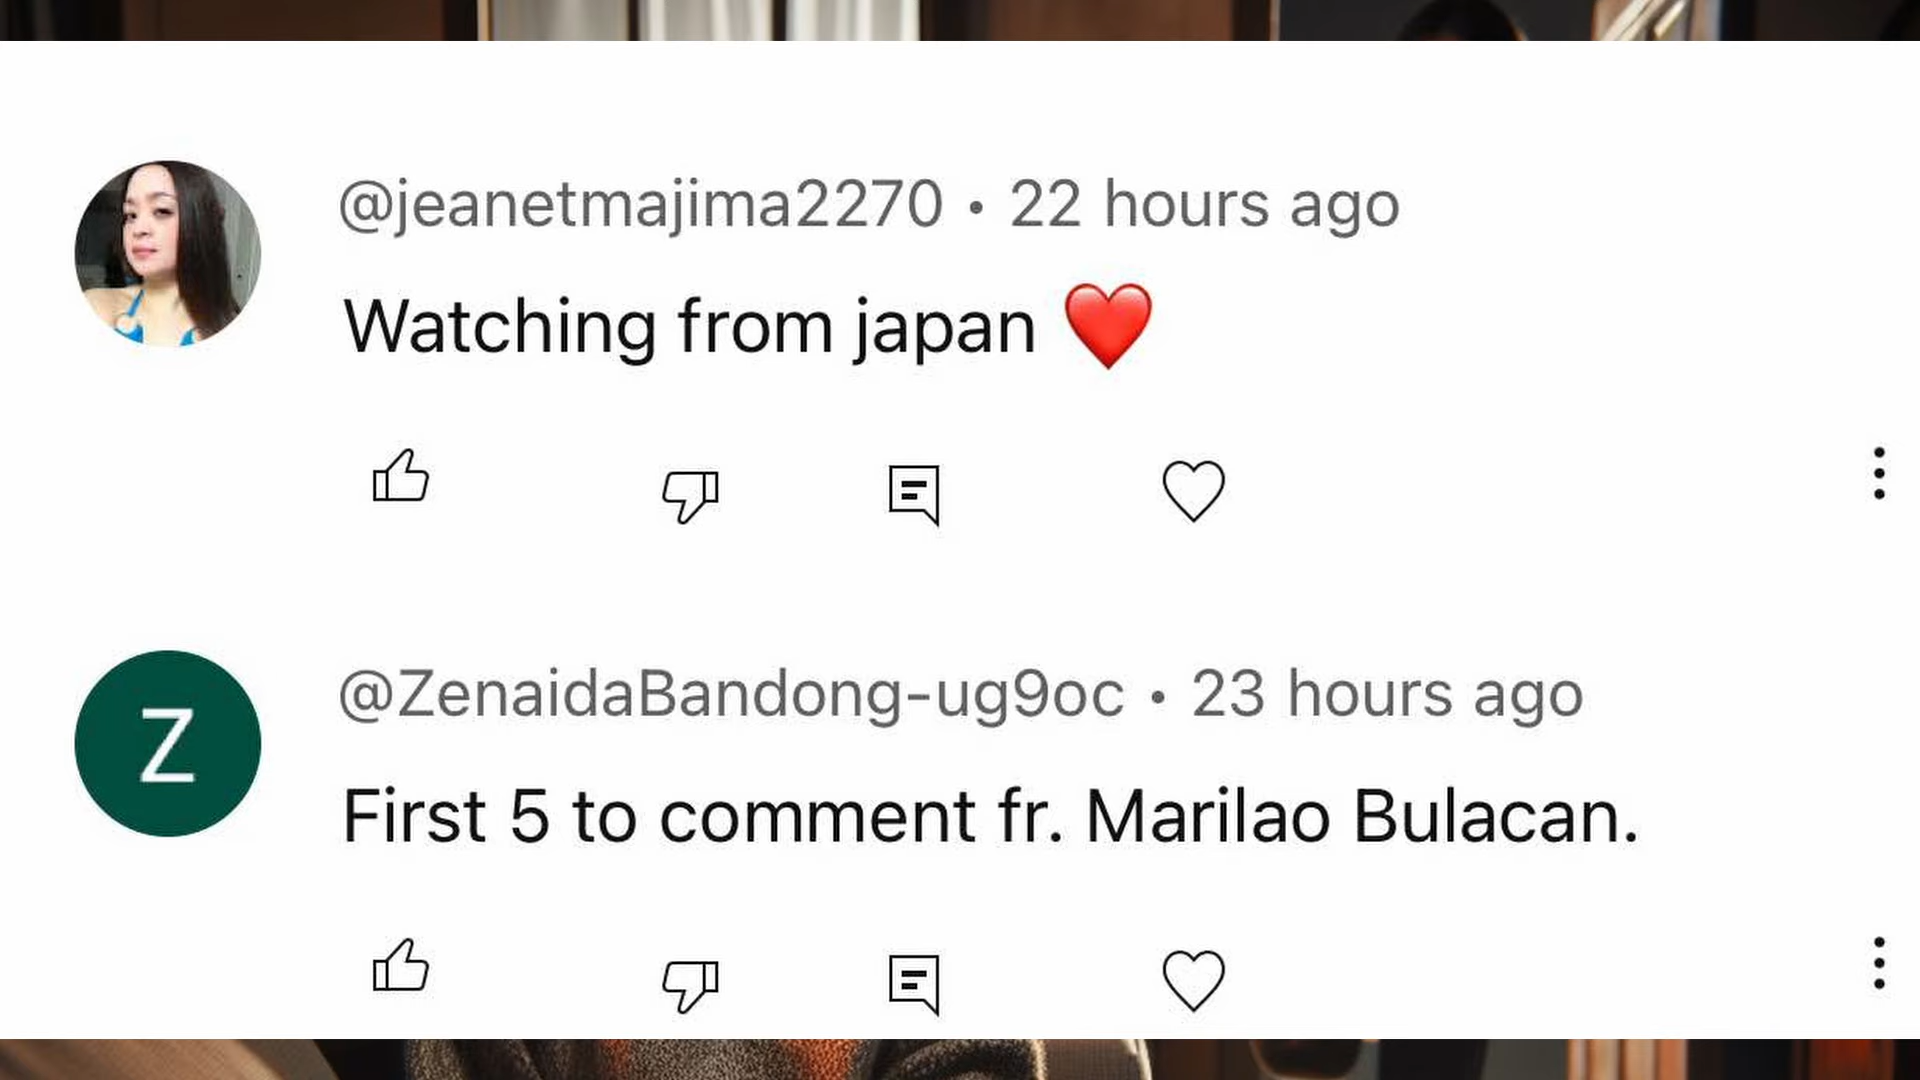 @jeanetmajima2270 • 22 hours ago
Watching from japan ❤️
Z
@ZenaidaBandong-ug9oc • 23 hours ago
First 5 to comment fr. Marilao Bulacan.